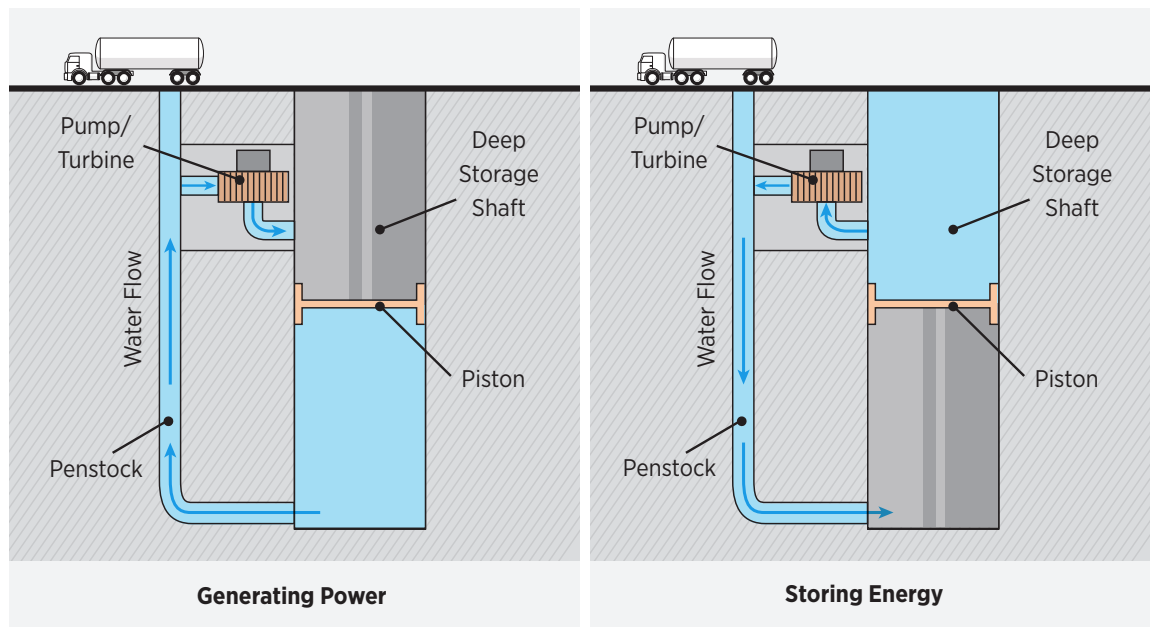 Pump/
Turbine
Deep
Storage
Shaft
Water Flow
Piston
Penstock
Generating Power
Pump/
Turbine
Deep
Storage
Shaft
Water Flow
Piston
Penstock
Storing Energy